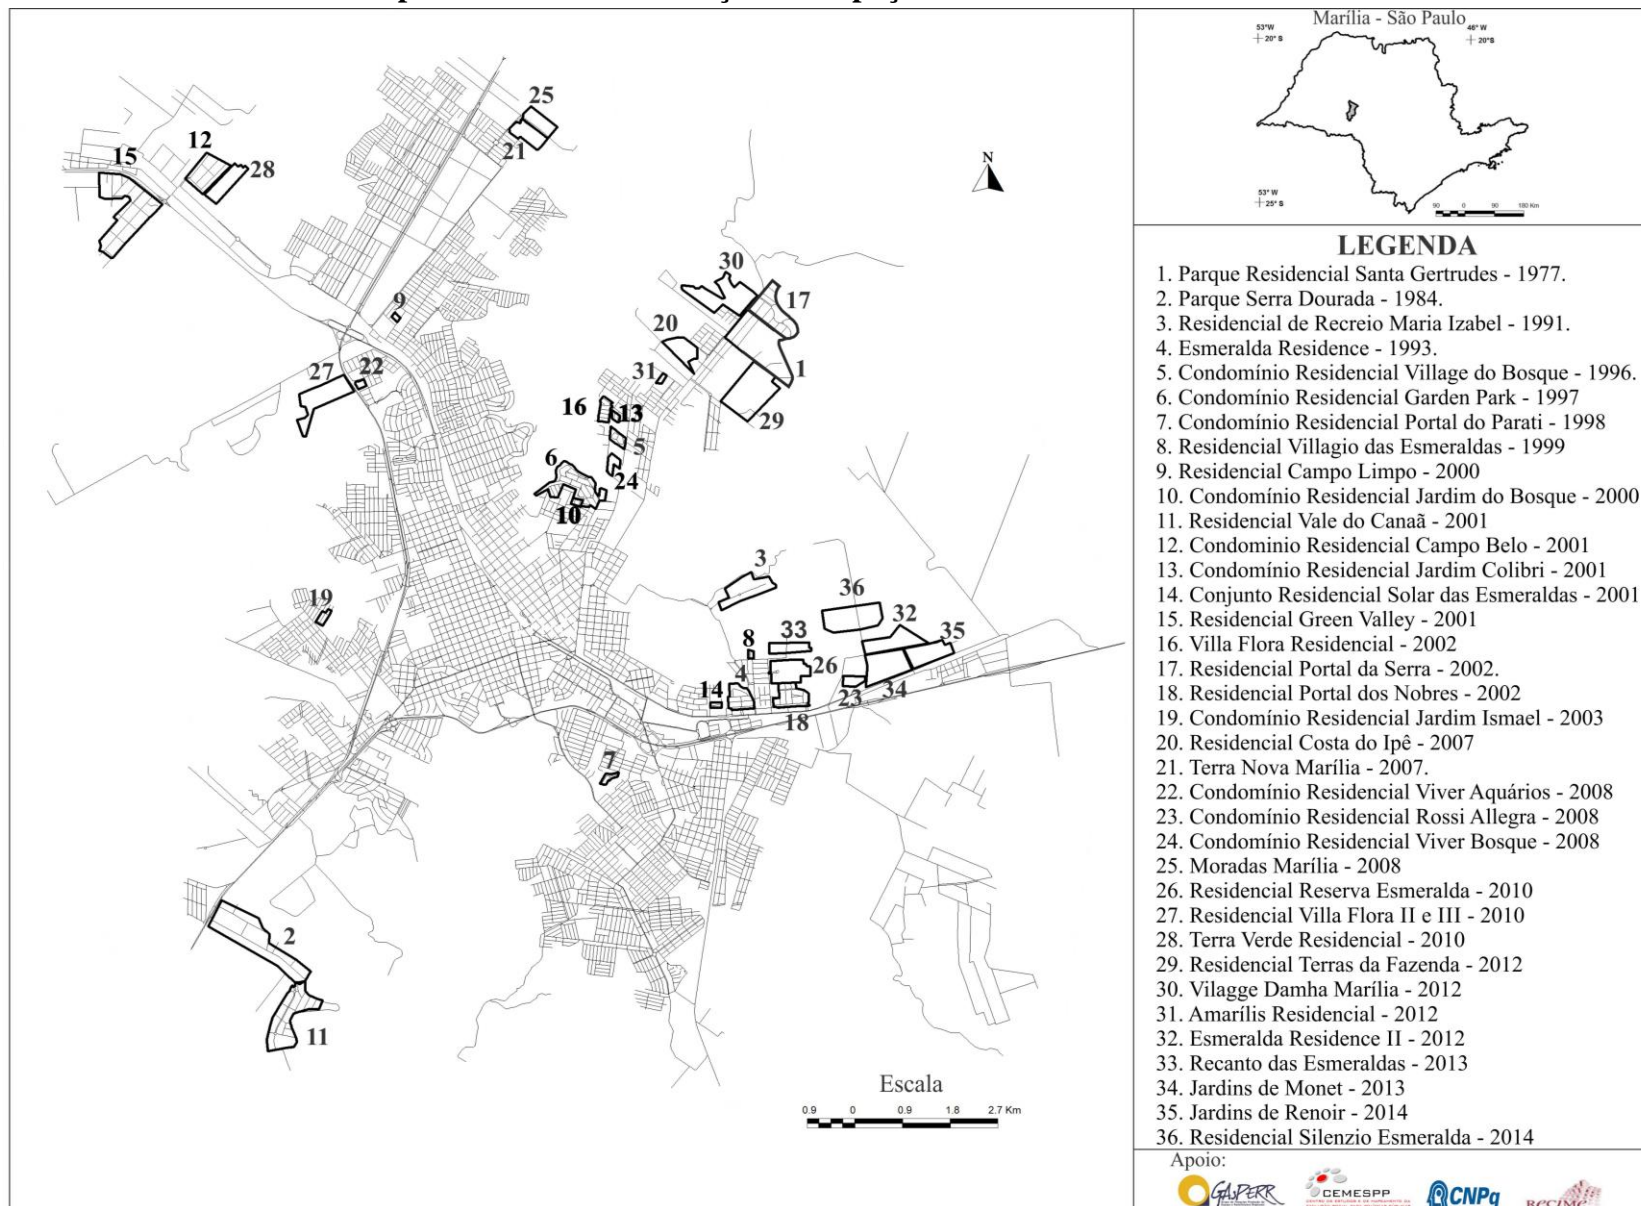 Marília - São Paulo
53°W
20° S
46° W
20°S
53° W
25° S
90 0 90 180 Km
LEGENDA
1. Parque Residencial Santa Gertrudes - 1977.
2. Parque Serra Dourada - 1984.
3. Residencial de Recreio Maria Izabel - 1991.
4. Esmeralda Residence - 1993.
5. Condomínio Residencial Village do Bosque - 1996.
6. Condomínio Residencial Garden Park - 1997
7. Condomínio Residencial Portal do Parati - 1998
8. Residencial Villagio das Esmeraldas - 1999
9. Residencial Campo Limpo - 2000
10. Condomínio Residencial Jardim do Bosque - 2000
11. Residencial Vale do Canaã - 2001
12. Condominio Residencial Campo Belo - 2001
13. Condomínio Residencial Jardim Colibri - 2001
14. Conjunto Residencial Solar das Esmeraldas - 2001
15. Residencial Green Valley - 2001
16. Villa Flora Residencial - 2002
17. Residencial Portal da Serra - 2002.
18. Residencial Portal dos Nobres - 2002
19. Condomínio Residencial Jardim Ismael - 2003
20. Residencial Costa do Ipê - 2007
21. Terra Nova Marília - 2007.
22. Condomínio Residencial Viver Aquários - 2008
23. Condomínio Residencial Rossi Allegra - 2008
24. Condomínio Residencial Viver Bosque - 2008
25. Moradas Marília - 2008
26. Residencial Reserva Esmeralda - 2010
27. Residencial Villa Flora II e III - 2010
28. Terra Verde Residencial - 2010
29. Residencial Terras da Fazenda - 2012
30. Vilagge Damha Marília - 2012
31. Amarílis Residencial - 2012
32. Esmeralda Residence II - 2012
33. Recanto das Esmeraldas - 2013
34. Jardins de Monet - 2013
35. Jardins de Renoir - 2014
36. Residencial Silenzio Esmeralda - 2014
Apoio:
GAsPERR
CEMESPP
CNPq
25
21
12
28
15
N
30
17
9
20
1
27
22
31
29
16
13
5
6
24
10
3
36
19
32
35
33
8
26
4
14
23
34
18
7
2
11
Escala
0.9 0 0.9 1.8 2.7 Km